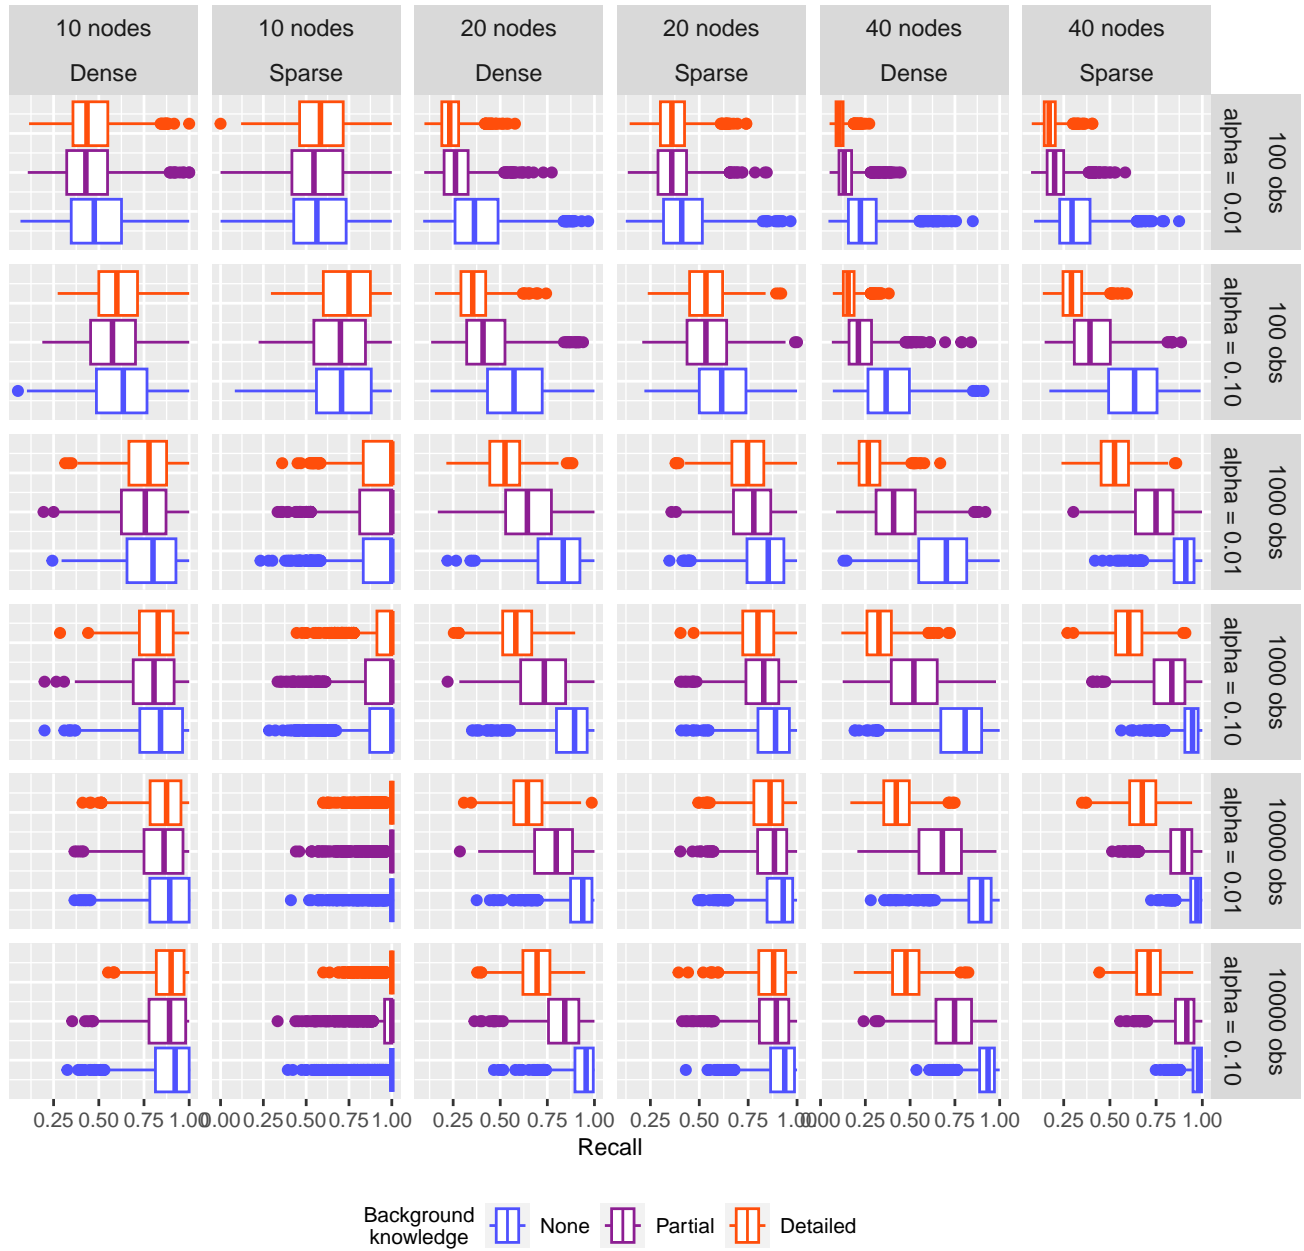 10 nodes 10 nodes 20 nodes 20 nodes 40 nodes 40 nodes
Dense Sparse Dense Sparse Dense Sparse
100 obs
alpha = 0.01
100 obs
alpha = 0.10
1000 obs
alpha = 0.01
1000 obs
alpha = 0.10
10000 obs
alpha = 0.01
10000 obs
alpha = 0.10
0.25 0.50 0.75 1.00 0.00 0.25 0.50 0.75 1.00 0.25 0.50 0.75 1.00 0.25 0.50 0.75 1.00 0.00 0.25 0.50 0.75 1.00 0.25 0.50 0.75 1.00
Recall
Background
knowledge
None Partial Detailed